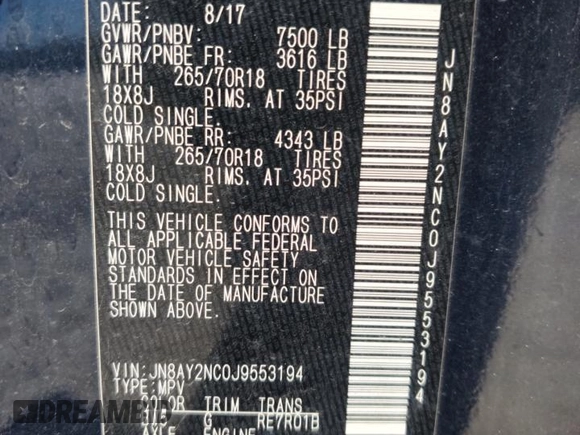 DATE: 8/17
GVWR/PNBV: 7500 LB
GAWR/PNBE FR: 3616 LB
WITH 265/70R18 TIRES
18X8J RIMS. AT 35PSI
COLD SINGLE.
GAWR/PNBE RR: 4343 LB
WITH 265/70R18 TIRES
18X8J RIMS. AT 35PSI
COLD SINGLE.
THIS VEHICLE CONFORMS TO
ALL APPLICABLE FEDERAL
MOTOR VEHICLE SAFETY
STANDARDS IN EFFECT ON
THE DATE OF MANUFACTURE
SHOWN ABOVE.
VIN: JN8AY2NC0J9553194
TYPE: MPV
COLOR TRIM TRANS
G RE7R01B
AXLE ENGINE
JN8AY2NC0J9553194
DREAMBID